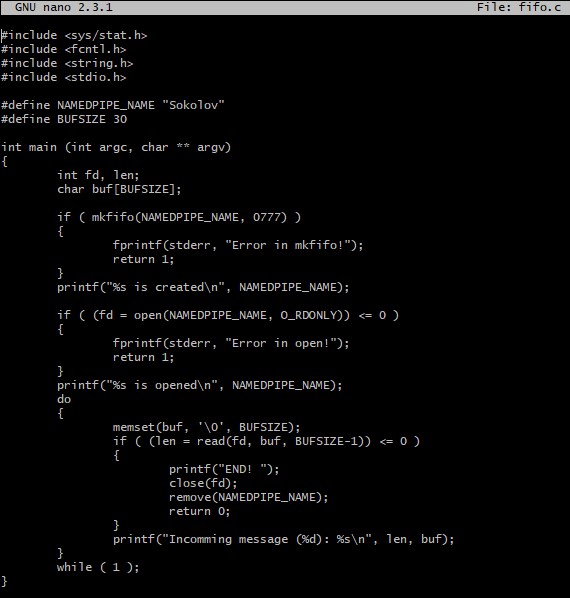 GNU nano 2.3.1 File: fifo.c
#include <sys/stat.h>
#include <fcntl.h>
#include <string.h>
#include <stdio.h>
#define NAMEDPIPE_NAME "Sokolov"
#define BUFSIZE 30
int main (int argc, char ** argv)
{
int fd, len;
char buf[BUFSIZE];
if ( mkfifo(NAMEDPIPE_NAME, 0777) )
{
fprintf(stderr, "Error in mkfifo!");
return 1;
}
printf("%s is created\n", NAMEDPIPE_NAME);
if ( (fd = open(NAMEDPIPE_NAME, O_RDONLY)) <= 0 )
{
fprintf(stderr, "Error in open!");
return 1;
}
printf("%s is opened\n", NAMEDPIPE_NAME);
do
{
memset(buf, '\0', BUFSIZE);
if ( (len = read(fd, buf, BUFSIZE-1)) <= 0 )
{
printf("END! ");
close(fd);
remove(NAMEDPIPE_NAME);
return 0;
}
printf("Incomming message (%d): %s\n", len, buf);
}
while ( 1 );
}